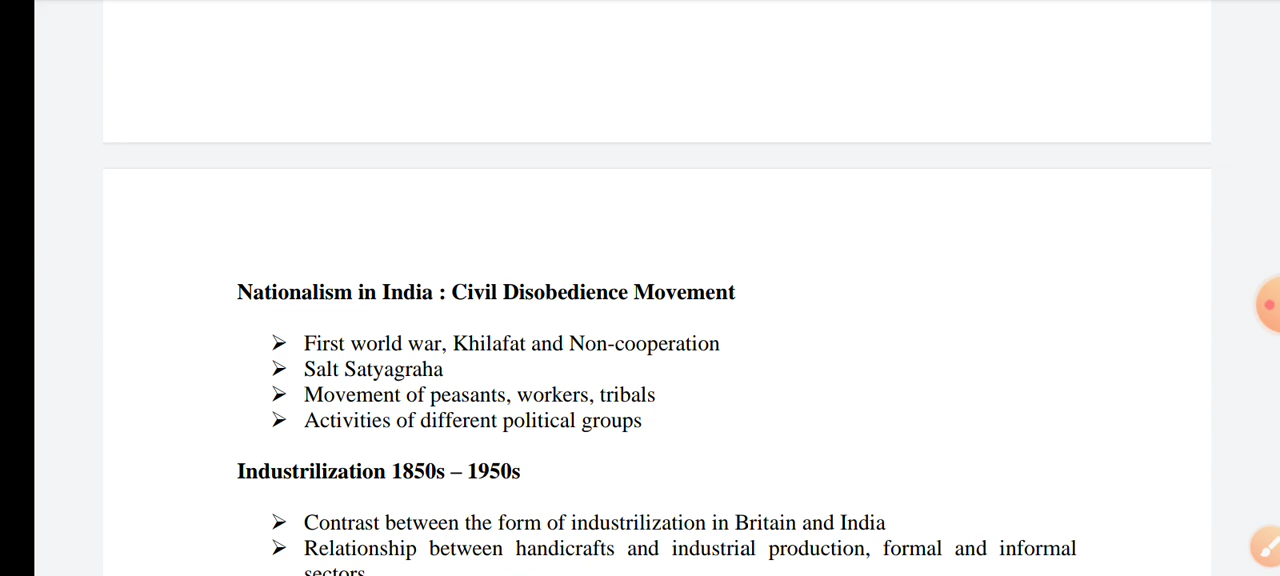 Nationalism in India : Civil Disobedience Movement
➢ First world war, Khilafat and Non-cooperation
➢ Salt Satyagraha
➢ Movement of peasants, workers, tribals
➢ Activities of different political groups
Industrilization 1850s – 1950s
➢ Contrast between the form of industrilization in Britain and India
➢ Relationship between handicrafts and industrial production, formal and informal
sectors